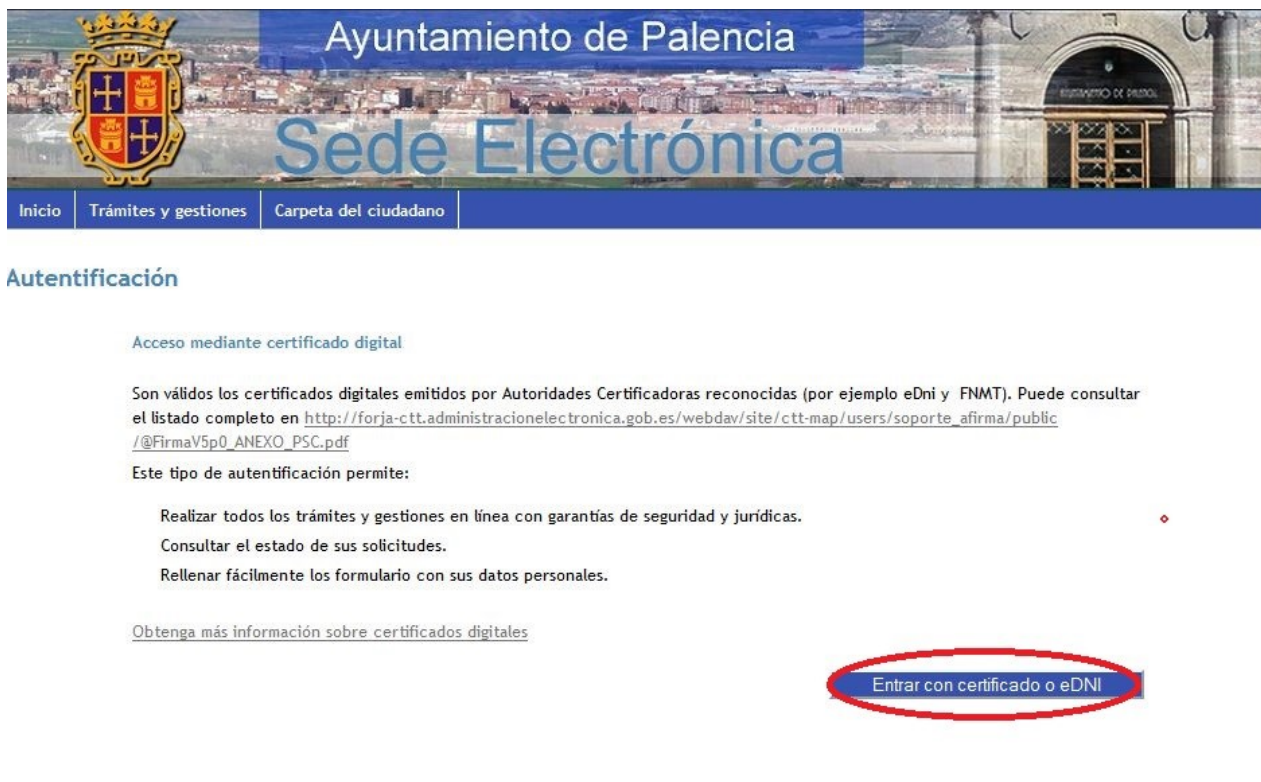 Ayuntamiento de Palencia
AYUNTAMIENTO DE PALENCIA
Sede Electrónica
Inicio
Trámites y gestiones
Carpeta del ciudadano
Autentificación
Acceso mediante certificado digital
Son válidos los certificados digitales emitidos por Autoridades Certificadoras reconocidas (por ejemplo eDni y FNMT). Puede consultar
el listado completo en http://forja-ctt.administracionelectronica.gob.es/webdav/site/ctt-map/users/soporte_afirma/public
/@FirmaV5p0_ANEXO_PSC.pdf
Este tipo de autentificación permite:
Realizar todos los trámites y gestiones en línea con garantías de seguridad y jurídicas.
Consultar el estado de sus solicitudes.
Rellenar fácilmente los formulario con sus datos personales.
Obtenga más información sobre certificados digitales
Entrar con certificado o eDNI